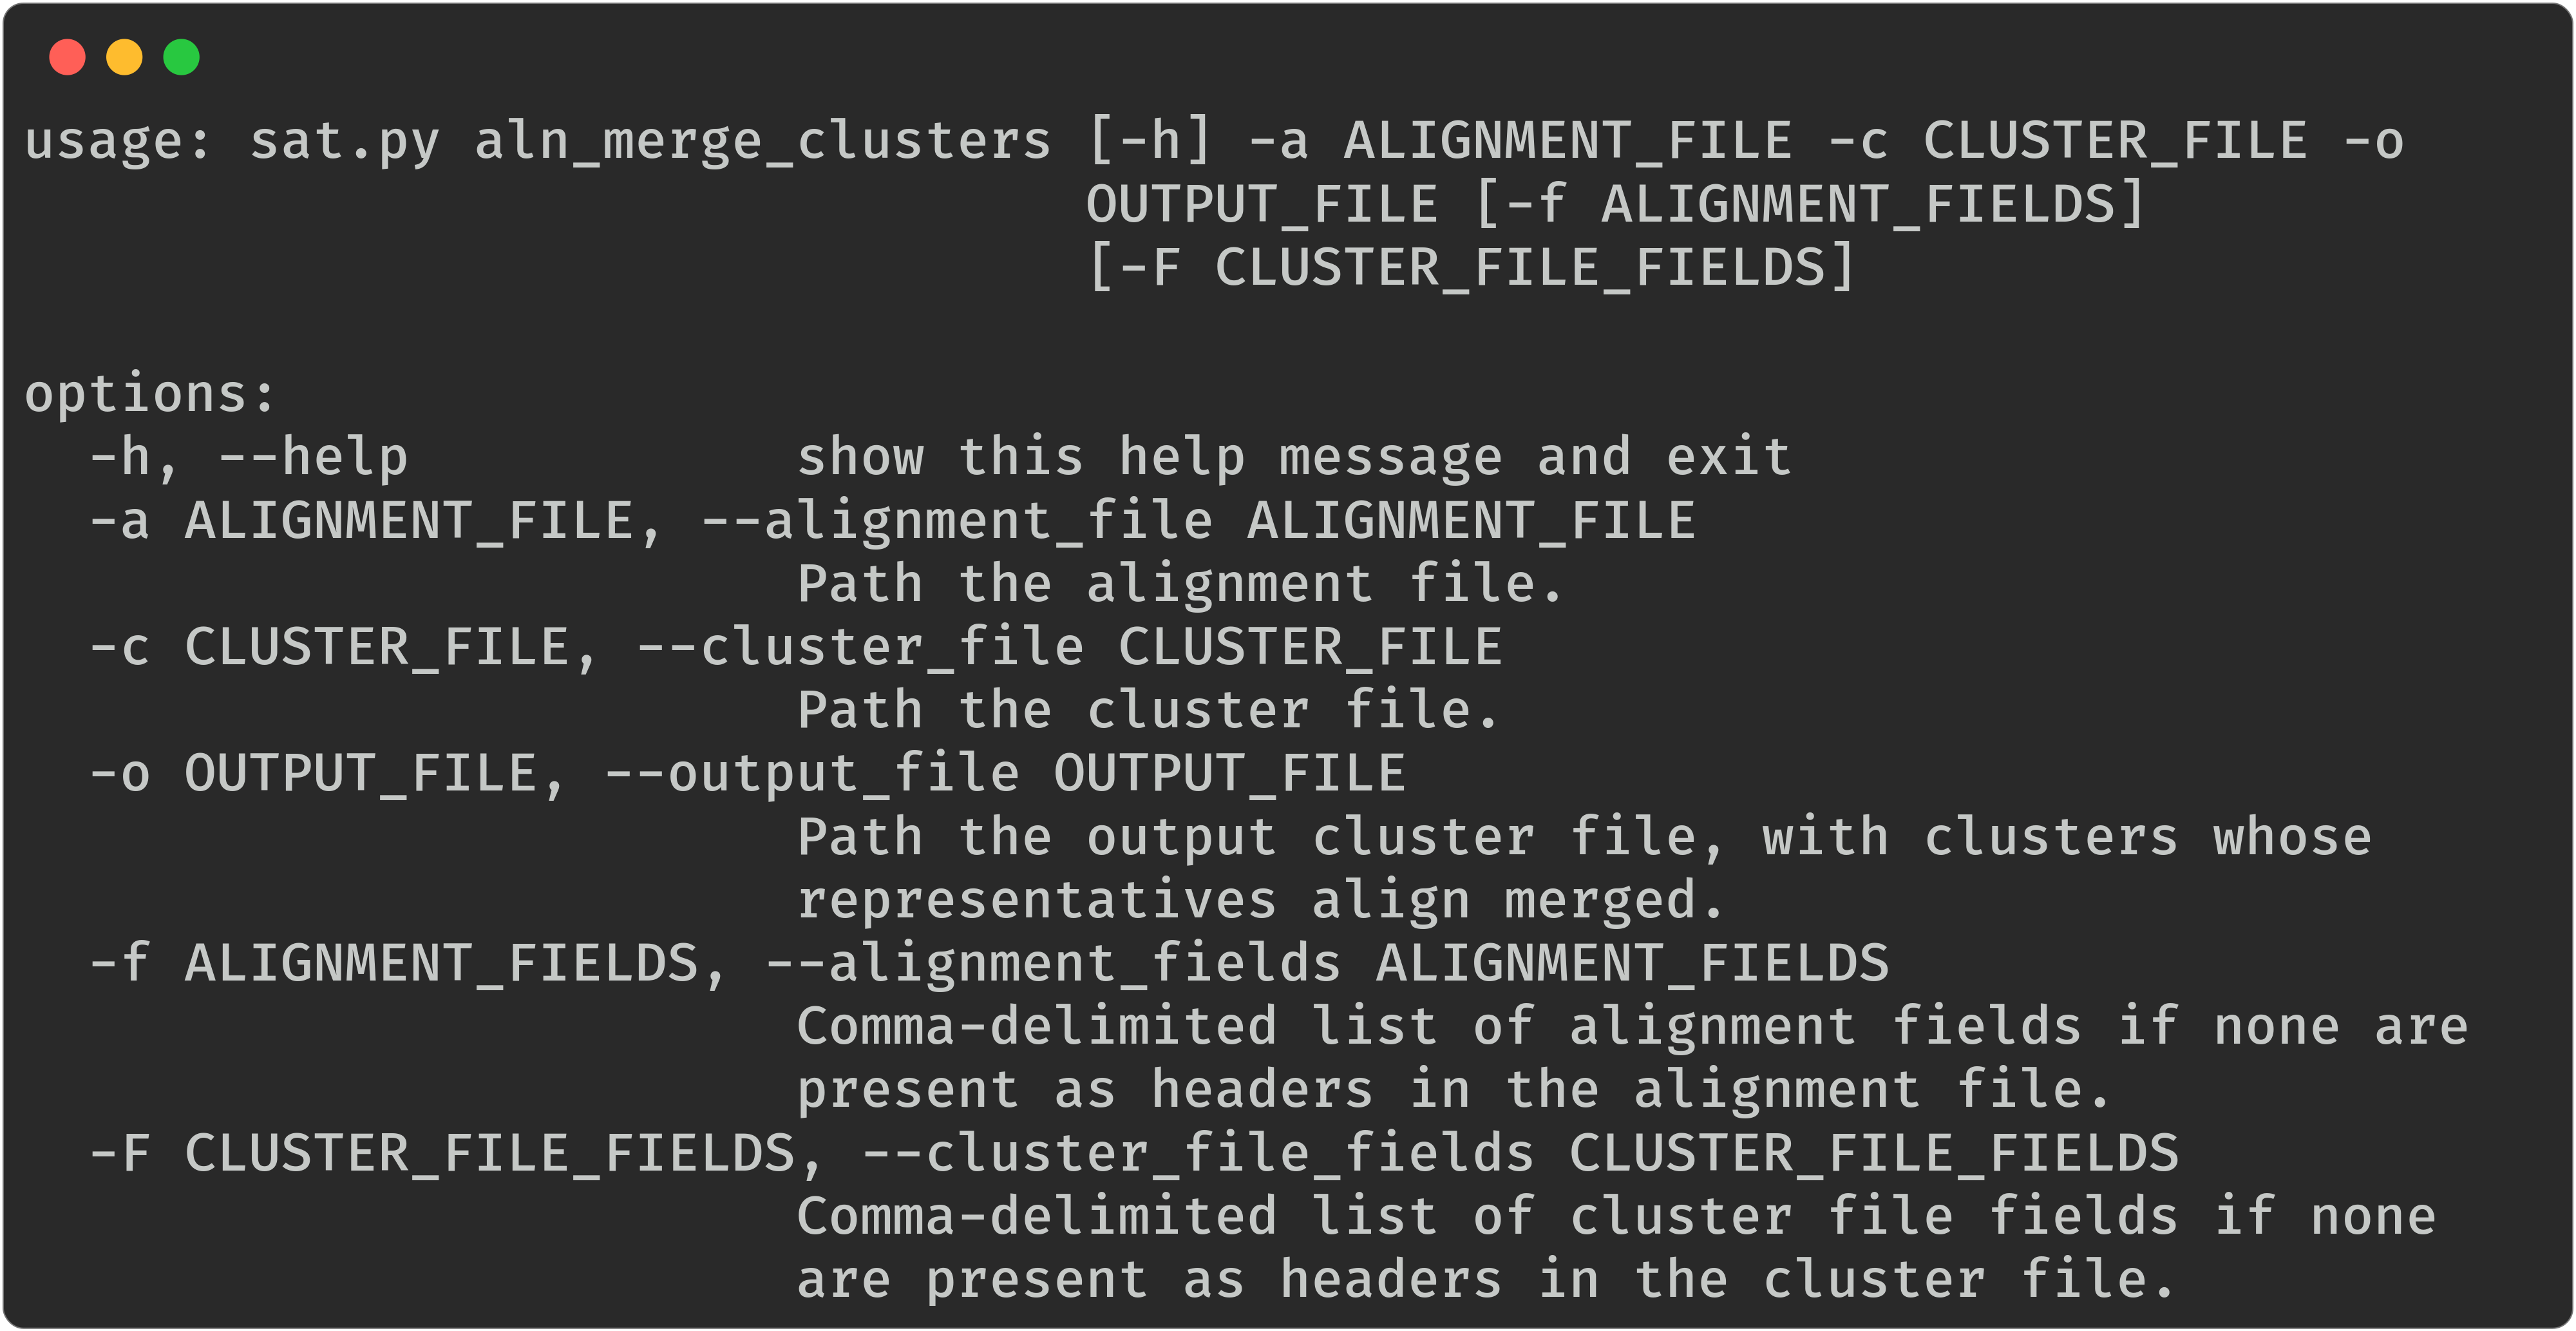 usage: sat.py aln_merge_clusters [-h] -a ALIGNMENT_FILE -c CLUSTER_FILE -o
OUTPUT_FILE [-f ALIGNMENT_FIELDS]
[-F CLUSTER_FILE_FIELDS]
options:
-h, --help show this help message and exit
-a ALIGNMENT_FILE, --alignment_file ALIGNMENT_FILE
Path the alignment file.
-c CLUSTER_FILE, --cluster_file CLUSTER_FILE
Path the cluster file.
-o OUTPUT_FILE, --output_file OUTPUT_FILE
Path the output cluster file, with clusters whose
representatives align merged.
-f ALIGNMENT_FIELDS, --alignment_fields ALIGNMENT_FIELDS
Comma-delimited list of alignment fields if none are
present as headers in the alignment file.
-F CLUSTER_FILE_FIELDS, --cluster_file_fields CLUSTER_FILE_FIELDS
Comma-delimited list of cluster file fields if none
are present as headers in the cluster file.